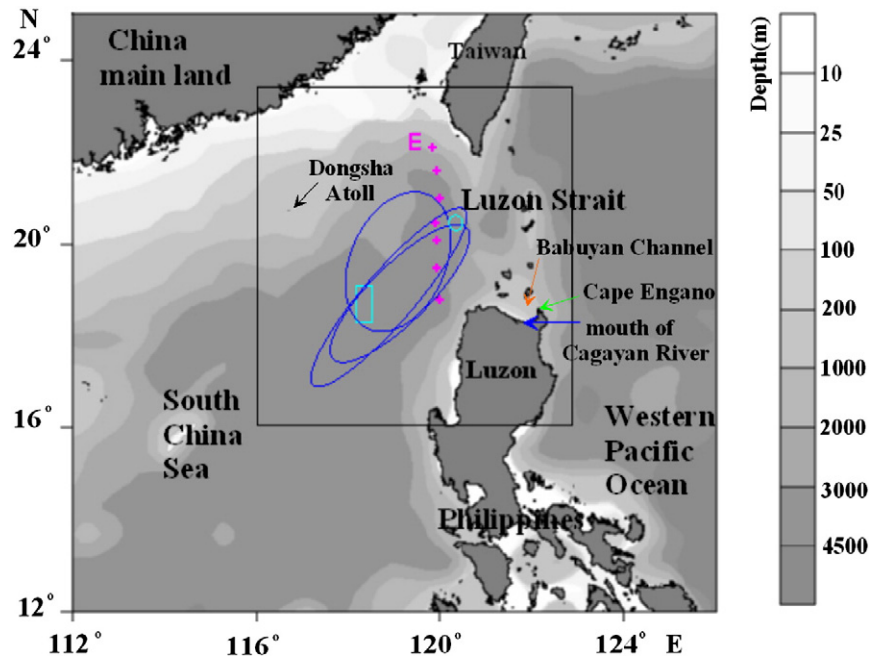 N
24°
20°
16°
12°
112°
116°
120°
124°
E
China
main land
Taiwan
E
Dongsha
Atoll
Luzon Strait
Babuyan Channel
Cape Engano
mouth of
Cagayan River
Luzon
South
China
Sea
Western
Pacific
Ocean
Philippines
Depth(m)
10
25
50
100
200
1000
2000
3000
4500